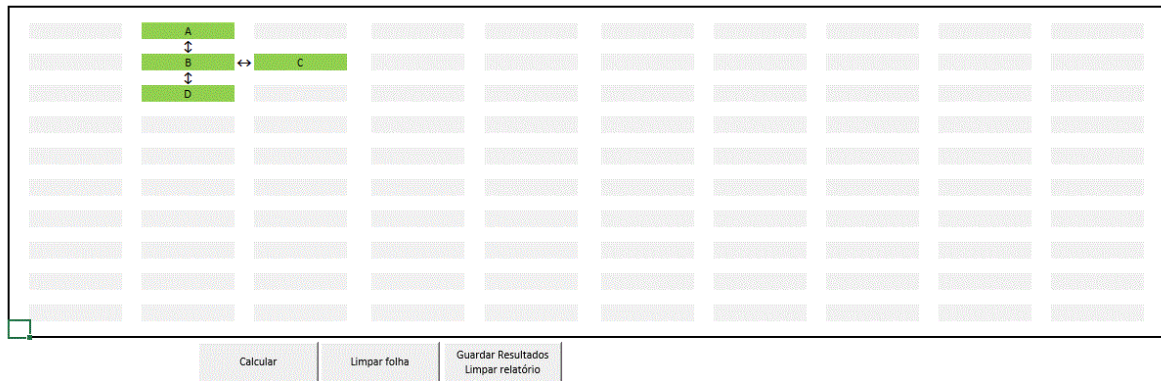 A
↕
B ↔ C
↕
D
Calcular
Limpar folha
Guardar Resultados
Limpar relatório